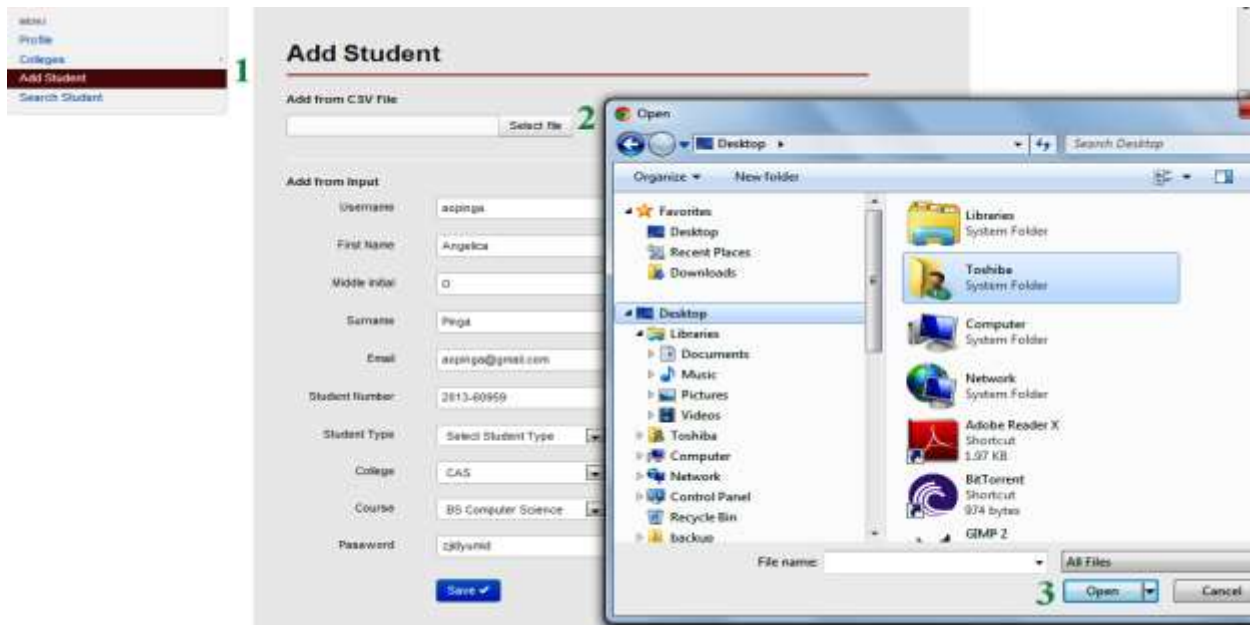 MENU
Profile
Colleges
Add Student
Search Student
1
Add Student
Add from CSV File
Select file
2
Add from Input
Username
Angelica
First Name
Middle Initial
O
Surname
Pinga
Email
Student Number
2013-60959
Student Type
Select Student Type
College
CAS
Course
BS Computer Science
Password
Save
Open
Desktop
Search Desktop
Organize
New folder
Favorites
Desktop
Recent Places
Downloads
Desktop
Libraries
Documents
Music
Pictures
Videos
Toshiba
Computer
Network
Control Panel
Recycle Bin
backup
Libraries
System Folder
Toshiba
System Folder
Computer
System Folder
Network
System Folder
Adobe Reader X
Shortcut
1.97 KB
BitTorrent
Shortcut
974 bytes
GIMP 2
File name:
All Files
3
Open
Cancel